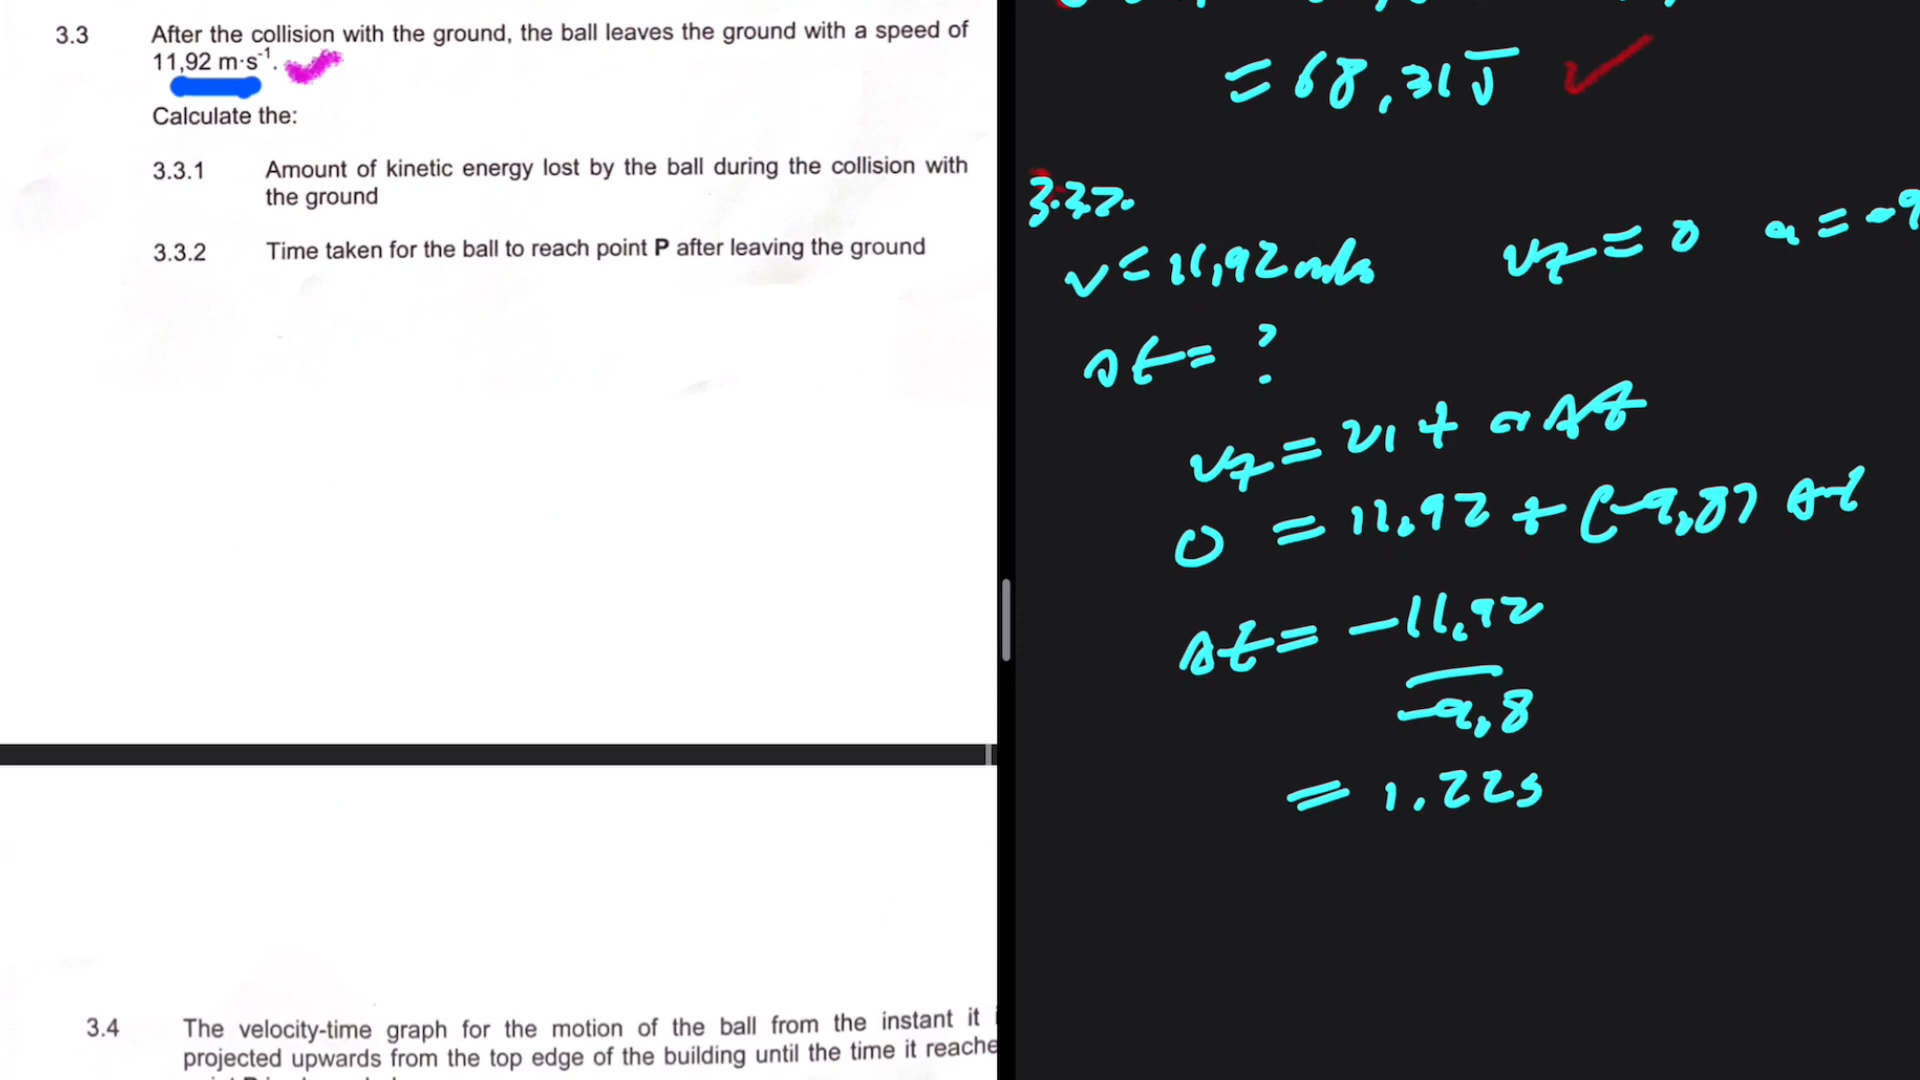 3.3 After the collision with the ground, the ball leaves the ground with a speed of
11,92 m·s⁻¹.
Calculate the:
3.3.1 Amount of kinetic energy lost by the ball during the collision with
the ground
3.3.2 Time taken for the ball to reach point P after leaving the ground
3.4 The velocity-time graph for the motion of the ball from the instant it
projected upwards from the top edge of the building until the time it reache
= 68,31J
3.3.2.
v = 11,92 m/s vf = 0 a = -9
Δt = ?
vf = vi + aΔt
0 = 11,92 + (-9,8) Δt
Δt = -11,92
-9,8
= 1.22s